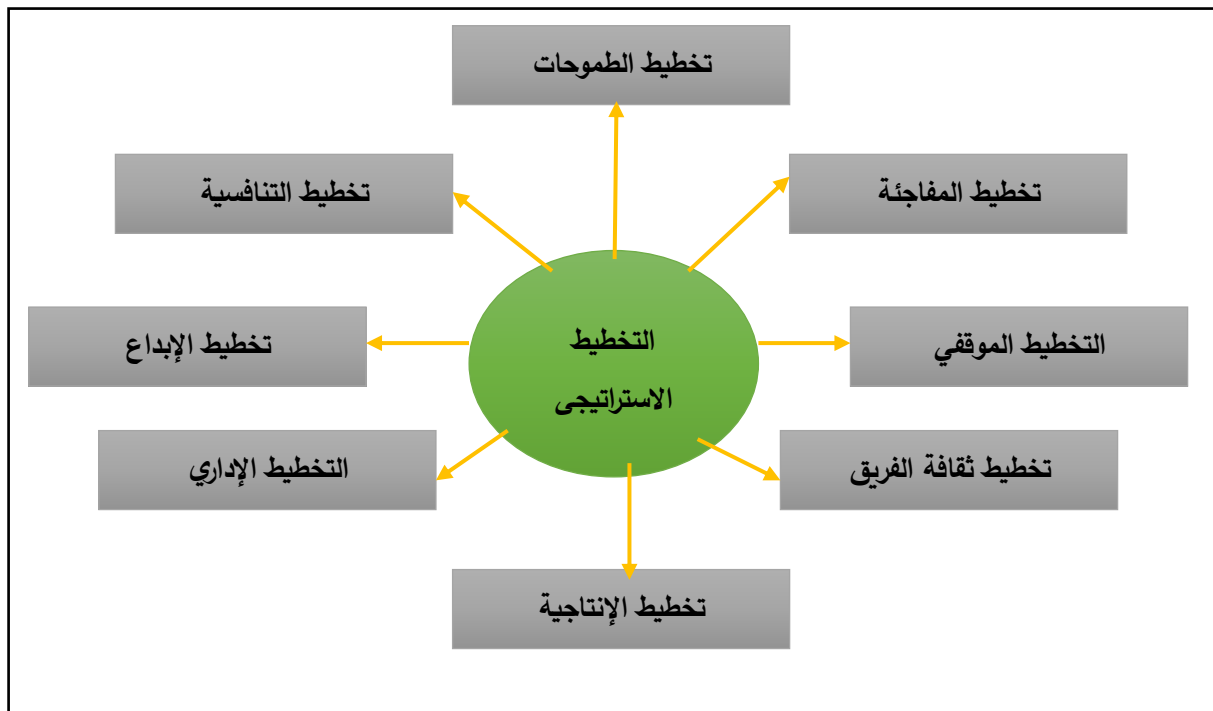 تخطيط الطموحات
تخطيط المفاجئة
تخطيط التنافسية
التخطيط الموقفي
تخطيط الإبداع
التخطيط
الاستراتيجى
تخطيط ثقافة الفريق
التخطيط الإداري
تخطيط الإنتاجية